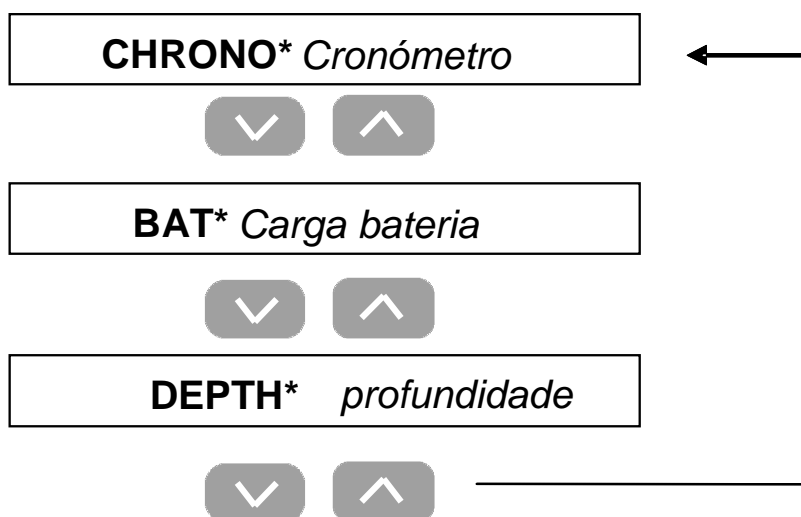 CHRONO* Cronómetro
BAT* Carga bateria
DEPTH* profundidade